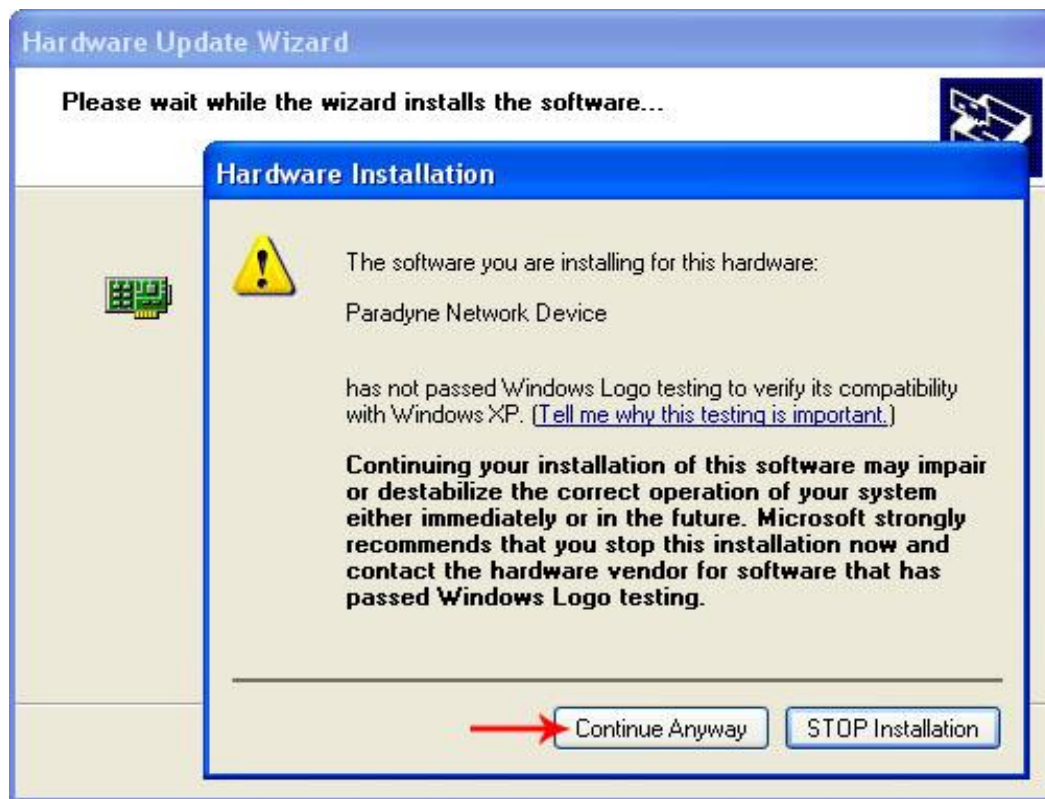 Hardware Update Wizard
Please wait while the wizard installs the software...
Hardware Installation
The software you are installing for this hardware:
Paradyne Network Device
has not passed Windows Logo testing to verify its compatibility
with Windows XP. (Tell me why this testing is important.)
Continuing your installation of this software may impair
or destabilize the correct operation of your system
either immediately or in the future. Microsoft strongly
recommends that you stop this installation now and
contact the hardware vendor for software that has
passed Windows Logo testing.
Continue Anyway
STOP Installation